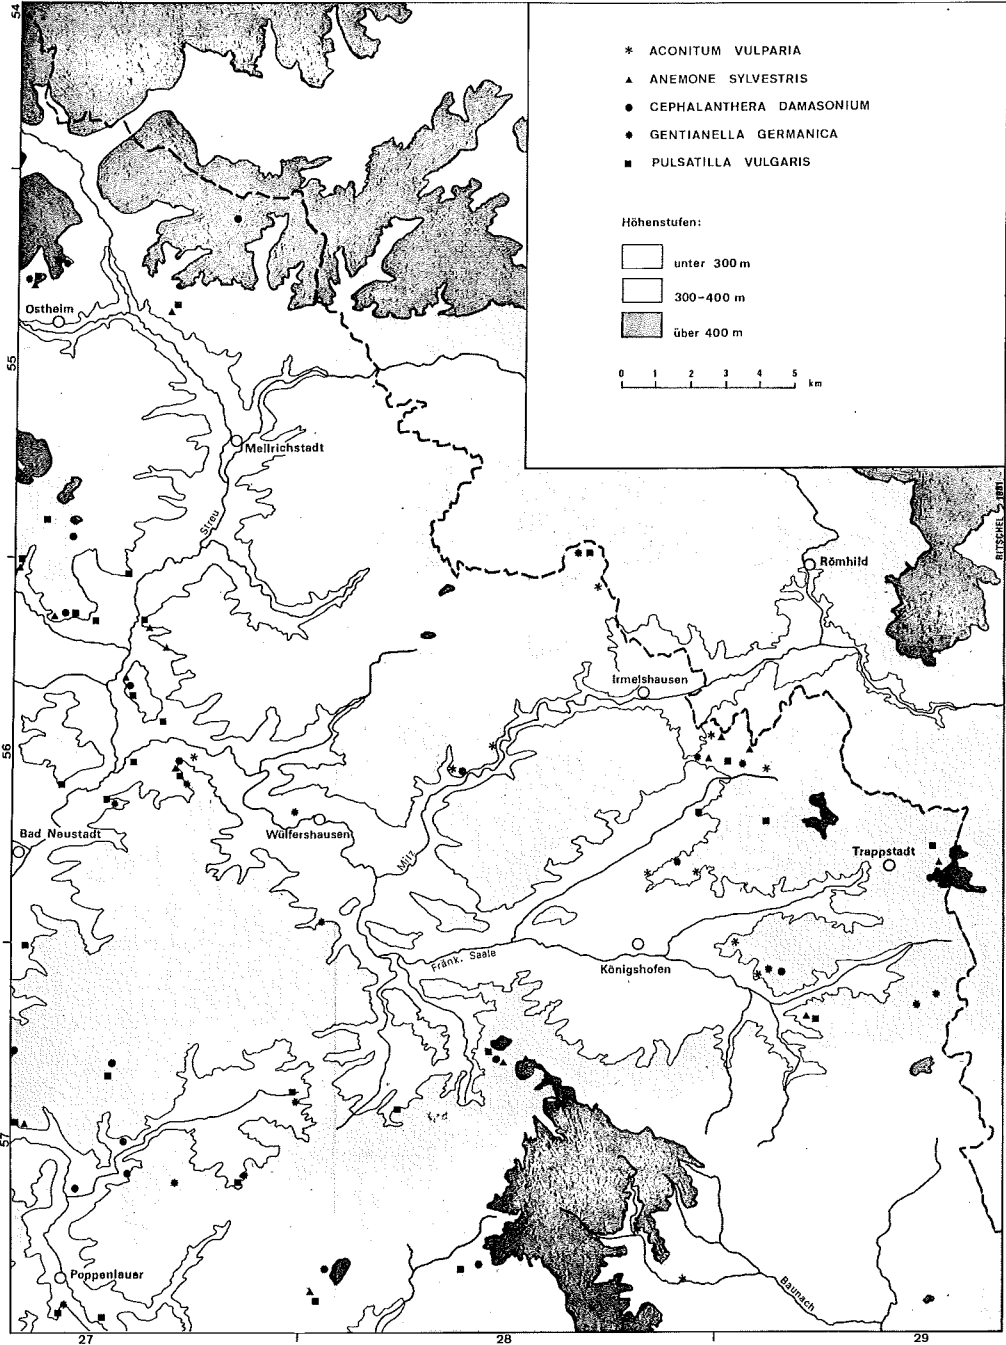 54
* ACONITUM VULPARIA
▲ ANEMONE SYLVESTRIS
● CEPHALANTHERA DAMASONIUM
✱ GENTIANELLA GERMANICA
■ PULSATILLA VULGARIS
Höhenstufen:
unter 300 m
300-400 m
über 400 m
0 1 2 3 4 5
km
Ostheim
55
Mellrichstadt
Streu
RITSCHEL 1981
Römhild
Irmelshausen
56
Bad Neustadt
Wülfershausen
Milz
Trappstadt
Fränk. Saale
Königshofen
57
Poppenlauer
Baunach
27
28
29